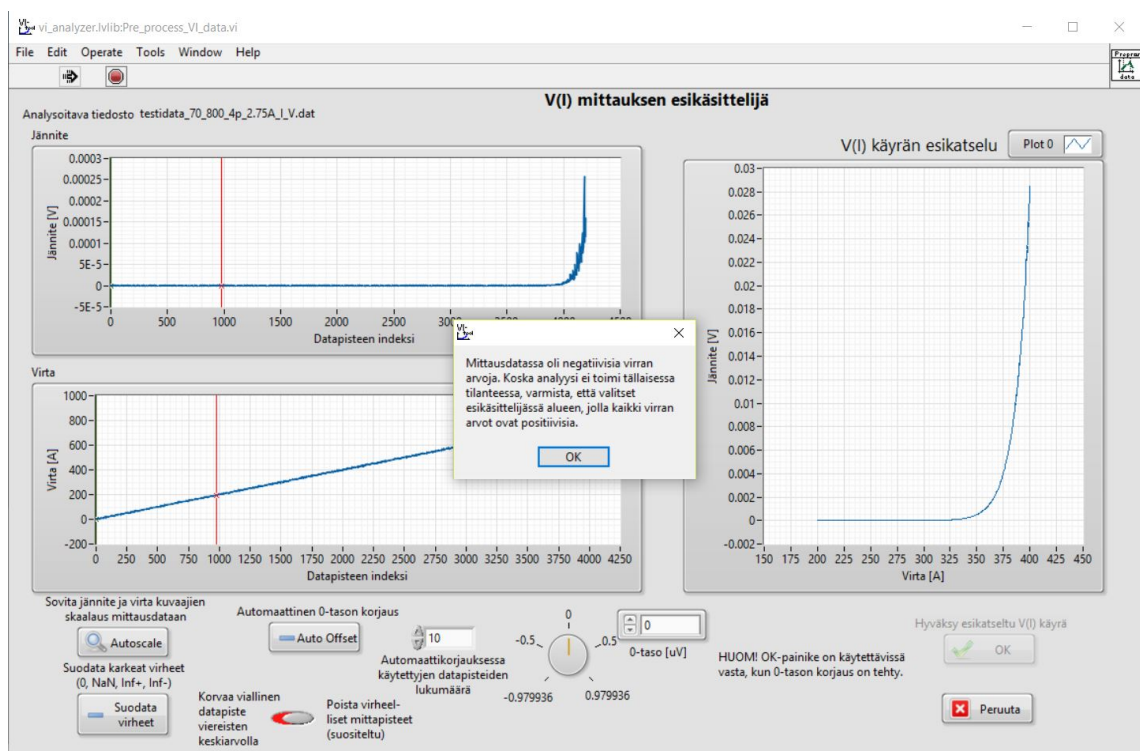 vi_analyzer.lvlib:Pre_process_VI_data.vi
File Edit Operate Tools Window Help
V(I) mittauksen esikäsittelijä
Analysoitava tiedosto testidata_70_800_4p_2.75A_I_V.dat
Jännite
0.0003
0.00025
0.0002
0.00015
0.0001
5E-5
0
-5E-5
Jännite [V]
0 500 1000 1500 2000 2500
4500
Datapisteen indeksi
Virta
1000
800
600
400
200
0
-200
Virta [A]
0 250 500 750 1000 1250 1500 1750 2000 2250 2500 2750 3000 3250 3500 3750 4000 4250
Datapisteen indeksi
V(I) käyrän esikatselu
Plot 0
0.03
0.028
0.026
0.024
0.022
0.02
0.018
0.016
0.014
0.012
0.01
0.008
0.006
0.004
0.002
0
-0.002
Jännite [V]
150 175 200 225 250 275 300 325 350 375 400 425 450
Virta [A]
Mittausdatassa oli negatiivisia virran
arvoja. Koska analyysi ei toimi tällaisessa
tilanteessa, varmista, että valitset
esikäsittelijässä alueen, jolla kaikki virran
arvot ovat positiivisia.
OK
Sovita jännite ja virta kuvaajien
skaalaus mittausdataan
Autoscale
Suodata karkeat virheet
(0, NaN, Inf+, Inf-)
Suodata
virheet
Automaattinen 0-tason korjaus
Auto Offset
10
Automaattikorjauksessa
käytettyjen datapisteiden
lukumäärä
Korvaa viallinen
datapiste
viereisten
keskiarvolla
Poista virheel-
liset mittapisteet
(suositeltu)
0
-0.5
0.5
-0.979936
0.979936
0
0-taso [uV]
HUOM! OK-painike on käytettävissä
vasta, kun 0-tason korjaus on tehty.
Hyväksy esikatseltu V(I) käyrä
OK
Peruuta